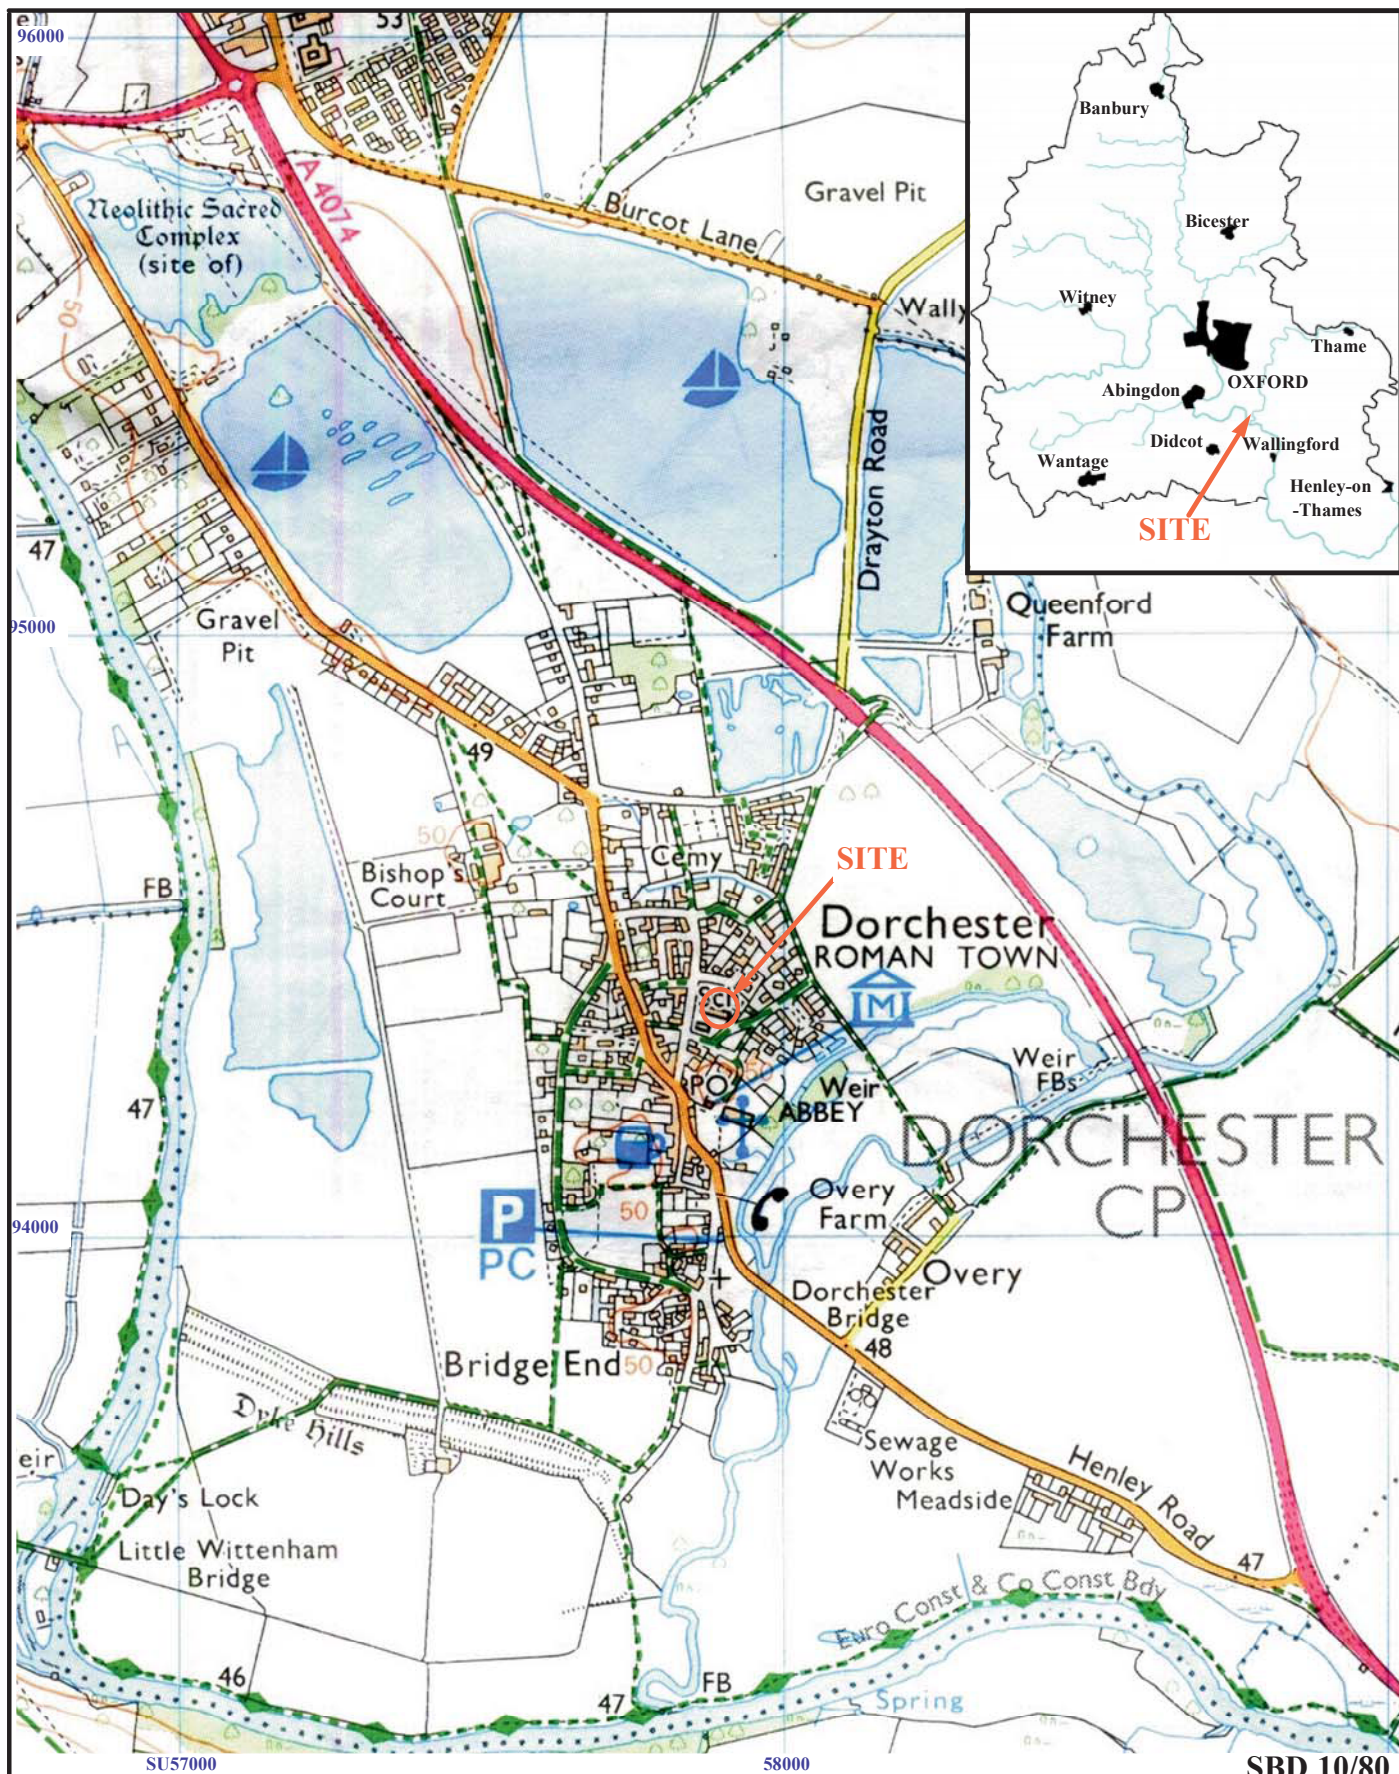 96000
53
Neolithic Sacred
Complex
(site of)
A 4074
Burcot Lane
Gravel Pit
Wally
50
Drayton Road
47
Gravel
Pit
95000
Queenford
Farm
49
50
Bishop's
Court
Cemy
SITE
FB
Dorchester
ROMAN TOWN
M
Sch
47
PO
50
Weir
ABBEY
Weir
FBs
DORCHESTER
CP
Overy
Farm
50
P
PC
94000
Overy
Dorchester
Bridge
48
Bridge End
50
Dyke Hills
eir
Day's Lock
Little Wittenham
Bridge
Sewage
Works
Meadside
Henley Road
47
Euro Const & Co Const Bdy
46
47
FB
Spring
SU57000
58000
SBD 10/80
Banbury
Bicester
Witney
Thame
OXFORD
Abingdon
Didcot
Wallingford
Wantage
Henley-on
-Thames
SITE